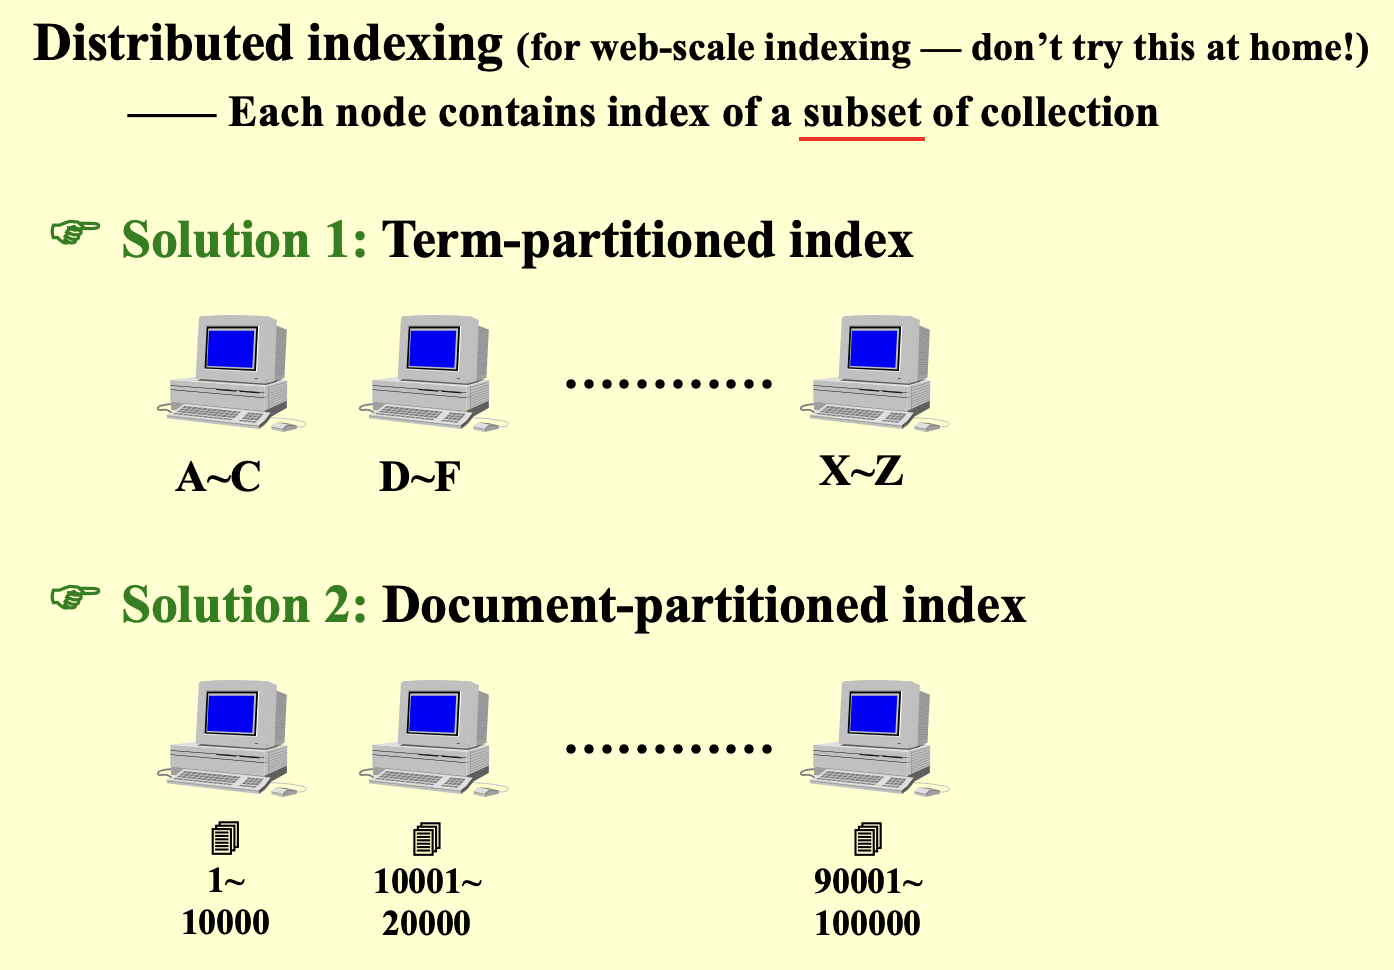 Distributed indexing (for web-scale indexing — don’t try this at home!)
—— Each node contains index of a subset of collection
☞ Solution 1: Term-partitioned index
…………
A~C D~F X~Z
☞ Solution 2: Document-partitioned index
…………
1~ 10001~ 90001~
10000 20000 100000